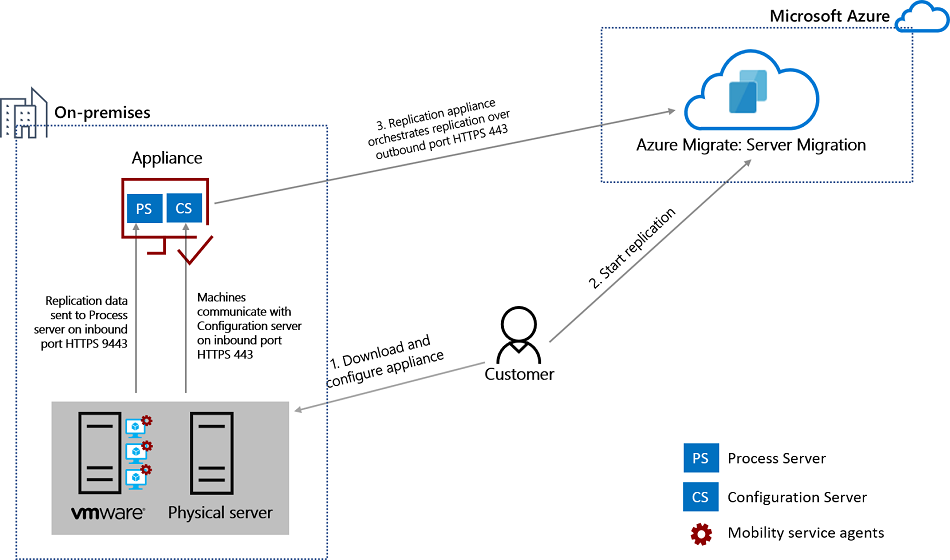 Microsoft Azure
On-premises
3. Replication appliance
orchestrates replication over
outbound port HTTPS 443
Azure Migrate: Server Migration
Appliance
PS
CS
2. Start replication
Replication data
sent to Process
server on inbound
port HTTPS 9443
Machines
communicate with
Configuration server
on inbound port
HTTPS 443
1. Download and
configure appliance
Customer
vmware®
Physical server
PS
Process Server
CS
Configuration Server
Mobility service agents